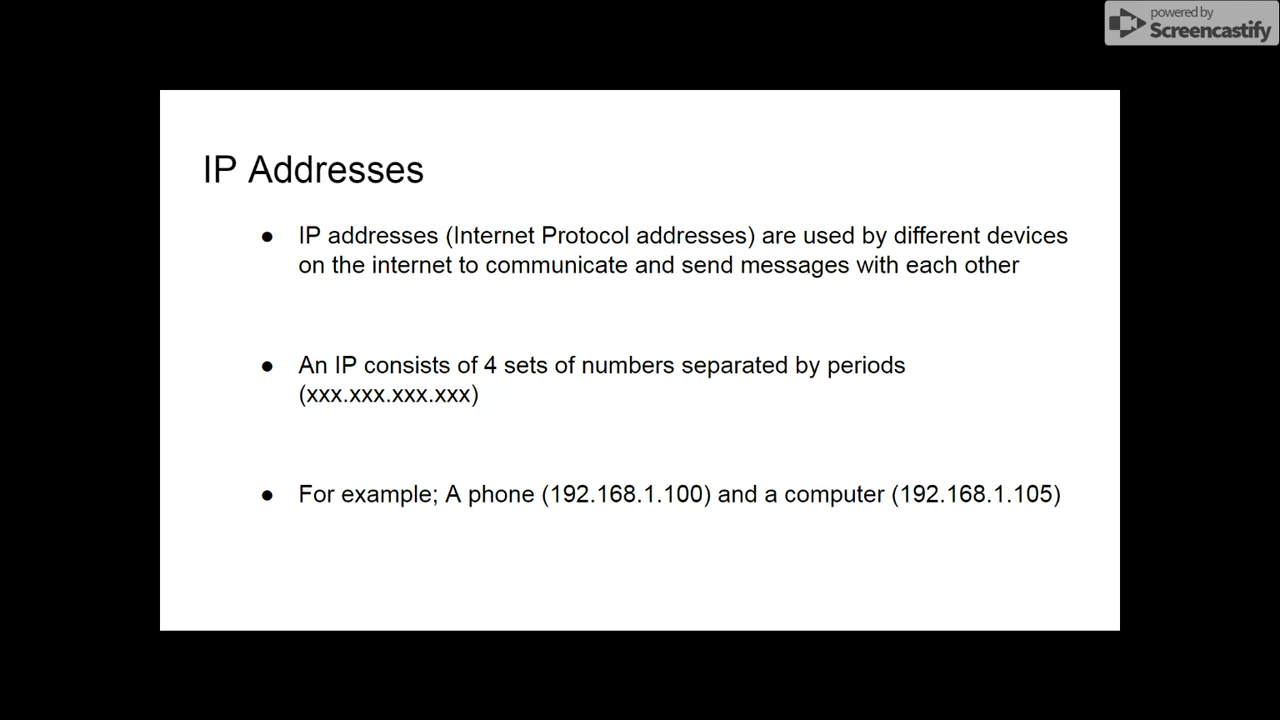 powered by
Screencastify
IP Addresses
● IP addresses (Internet Protocol addresses) are used by different devices
on the internet to communicate and send messages with each other
● An IP consists of 4 sets of numbers separated by periods
(xxx.xxx.xxx.xxx)
● For example; A phone (192.168.1.100) and a computer (192.168.1.105)